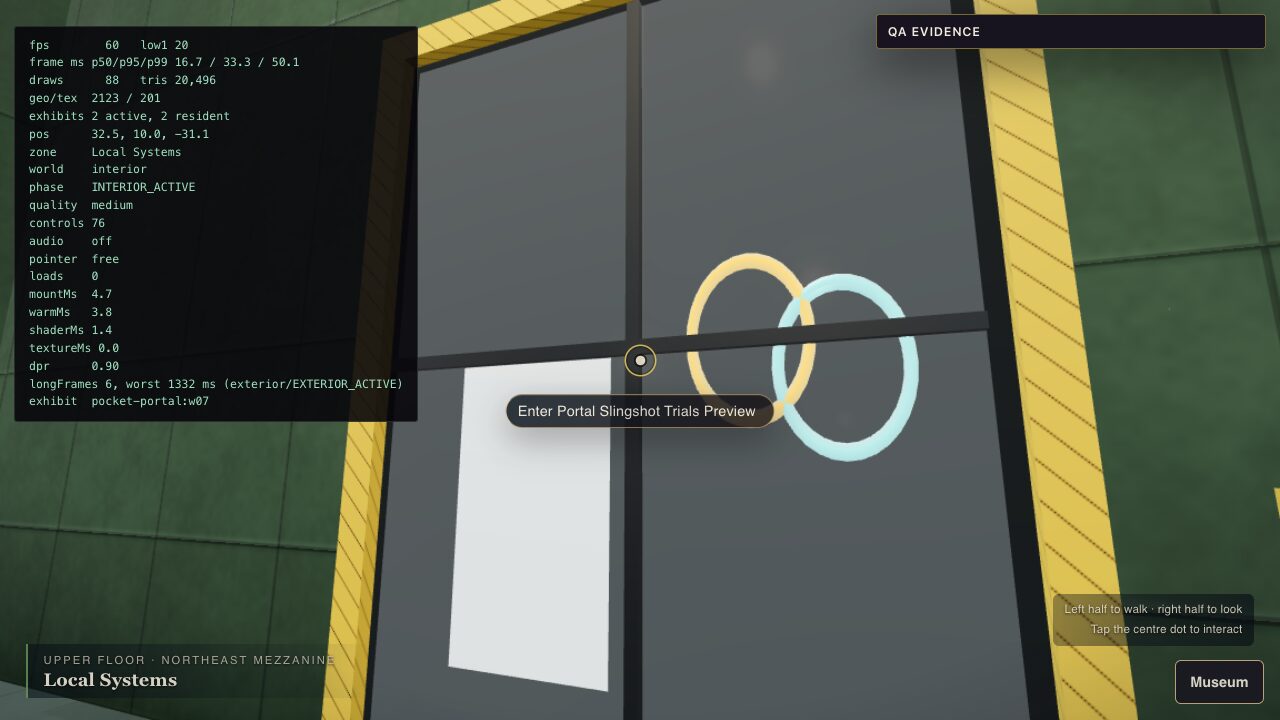 fps 60 low1 20
frame ms p50/p95/p99 16.7 / 33.3 / 50.1
draws 88 tris 20,496
geo/tex 2123 / 201
exhibits 2 active, 2 resident
pos 32.5, 10.0, -31.1
zone Local Systems
world interior
phase INTERIOR_ACTIVE
quality medium
controls 76
audio off
pointer free
loads 0
mountMs 4.7
warmMs 3.8
shaderMs 1.4
textureMs 0.0
dpr 0.90
longFrames 6, worst 1332 ms (exterior/EXTERIOR_ACTIVE)
exhibit pocket-portal:w07
QA EVIDENCE
Enter Portal Slingshot Trials Preview
Left half to walk · right half to look
Tap the centre dot to interact
UPPER FLOOR · NORTHEAST MEZZANINE
Local Systems
Museum